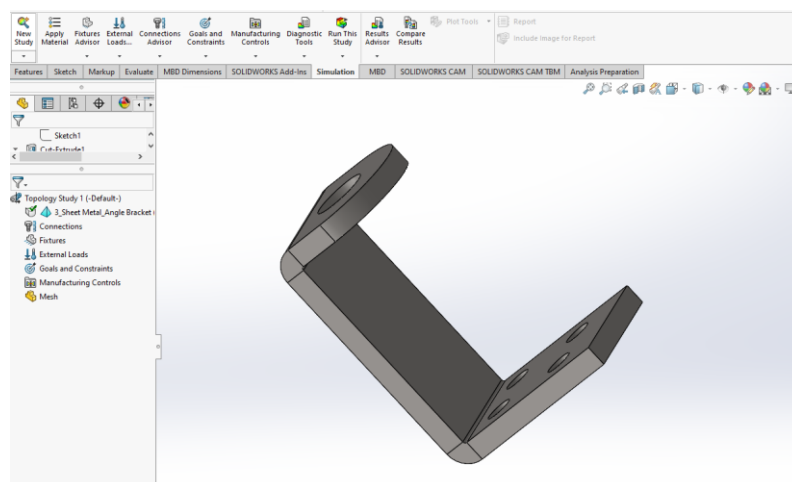 New Study
Apply Material
Fixtures Advisor
External Loads...
Connections Advisor
Goals and Constraints
Manufacturing Controls
Diagnostic Tools
Run This Study
Results Advisor
Compare Results
Plot Tools
Report
Include Image for Report
Features Sketch Markup Evaluate MBD Dimensions SOLIDWORKS Add-Ins Simulation MBD SOLIDWORKS CAM SOLIDWORKS CAM TBM Analysis Preparation
Sketch1
Cut-Extrude1
Topology Study 1 (-Default-)
3_Sheet Metal_Angle Bracket
Connections
Fixtures
External Loads
Goals and Constraints
Manufacturing Controls
Mesh